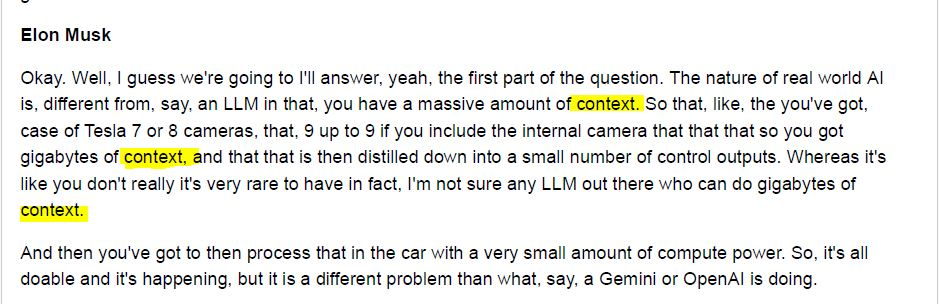 Elon Musk
Okay. Well, I guess we're going to I'll answer, yeah, the first part of the question. The nature of real world AI
is, different from, say, an LLM in that, you have a massive amount of context. So that, like, the you've got,
case of Tesla 7 or 8 cameras, that, 9 up to 9 if you include the internal camera that that that so you got
gigabytes of context, and that that is then distilled down into a small number of control outputs. Whereas it's
like you don't really it's very rare to have in fact, I'm not sure any LLM out there who can do gigabytes of
context.
And then you've got to then process that in the car with a very small amount of compute power. So, it's all
doable and it's happening, but it is a different problem than what, say, a Gemini or OpenAI is doing.